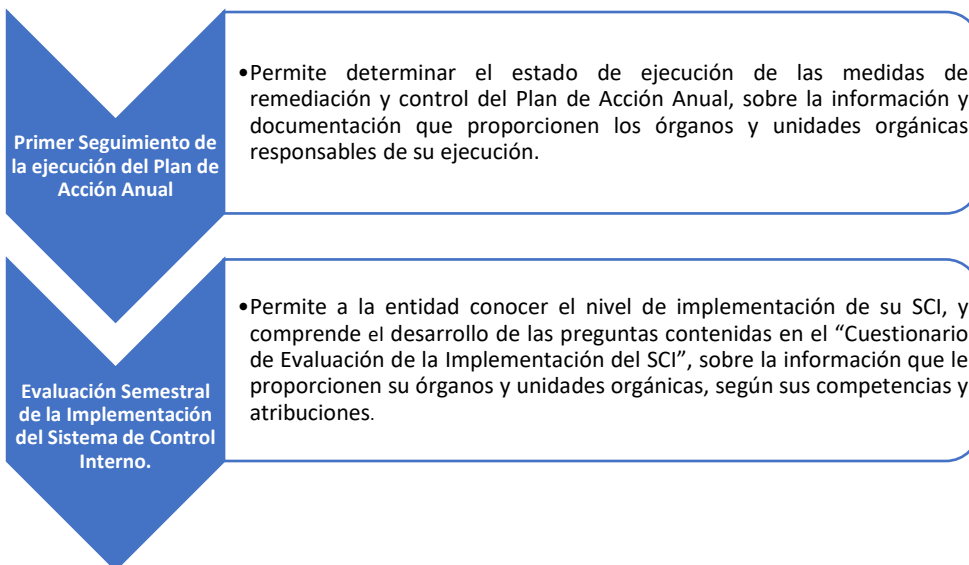 Primer Seguimiento de
la ejecución del Plan de
Acción Anual
•Permite determinar el estado de ejecución de las medidas de
remediación y control del Plan de Acción Anual, sobre la información y
documentación que proporcionen los órganos y unidades orgánicas
responsables de su ejecución.
Evaluación Semestral
de la Implementación
del Sistema de Control
Interno.
•Permite a la entidad conocer el nivel de implementación de su SCI, y
comprende el desarrollo de las preguntas contenidas en el “Cuestionario
de Evaluación de la Implementación del SCI”, sobre la información que le
proporcionen su órganos y unidades orgánicas, según sus competencias y
atribuciones.